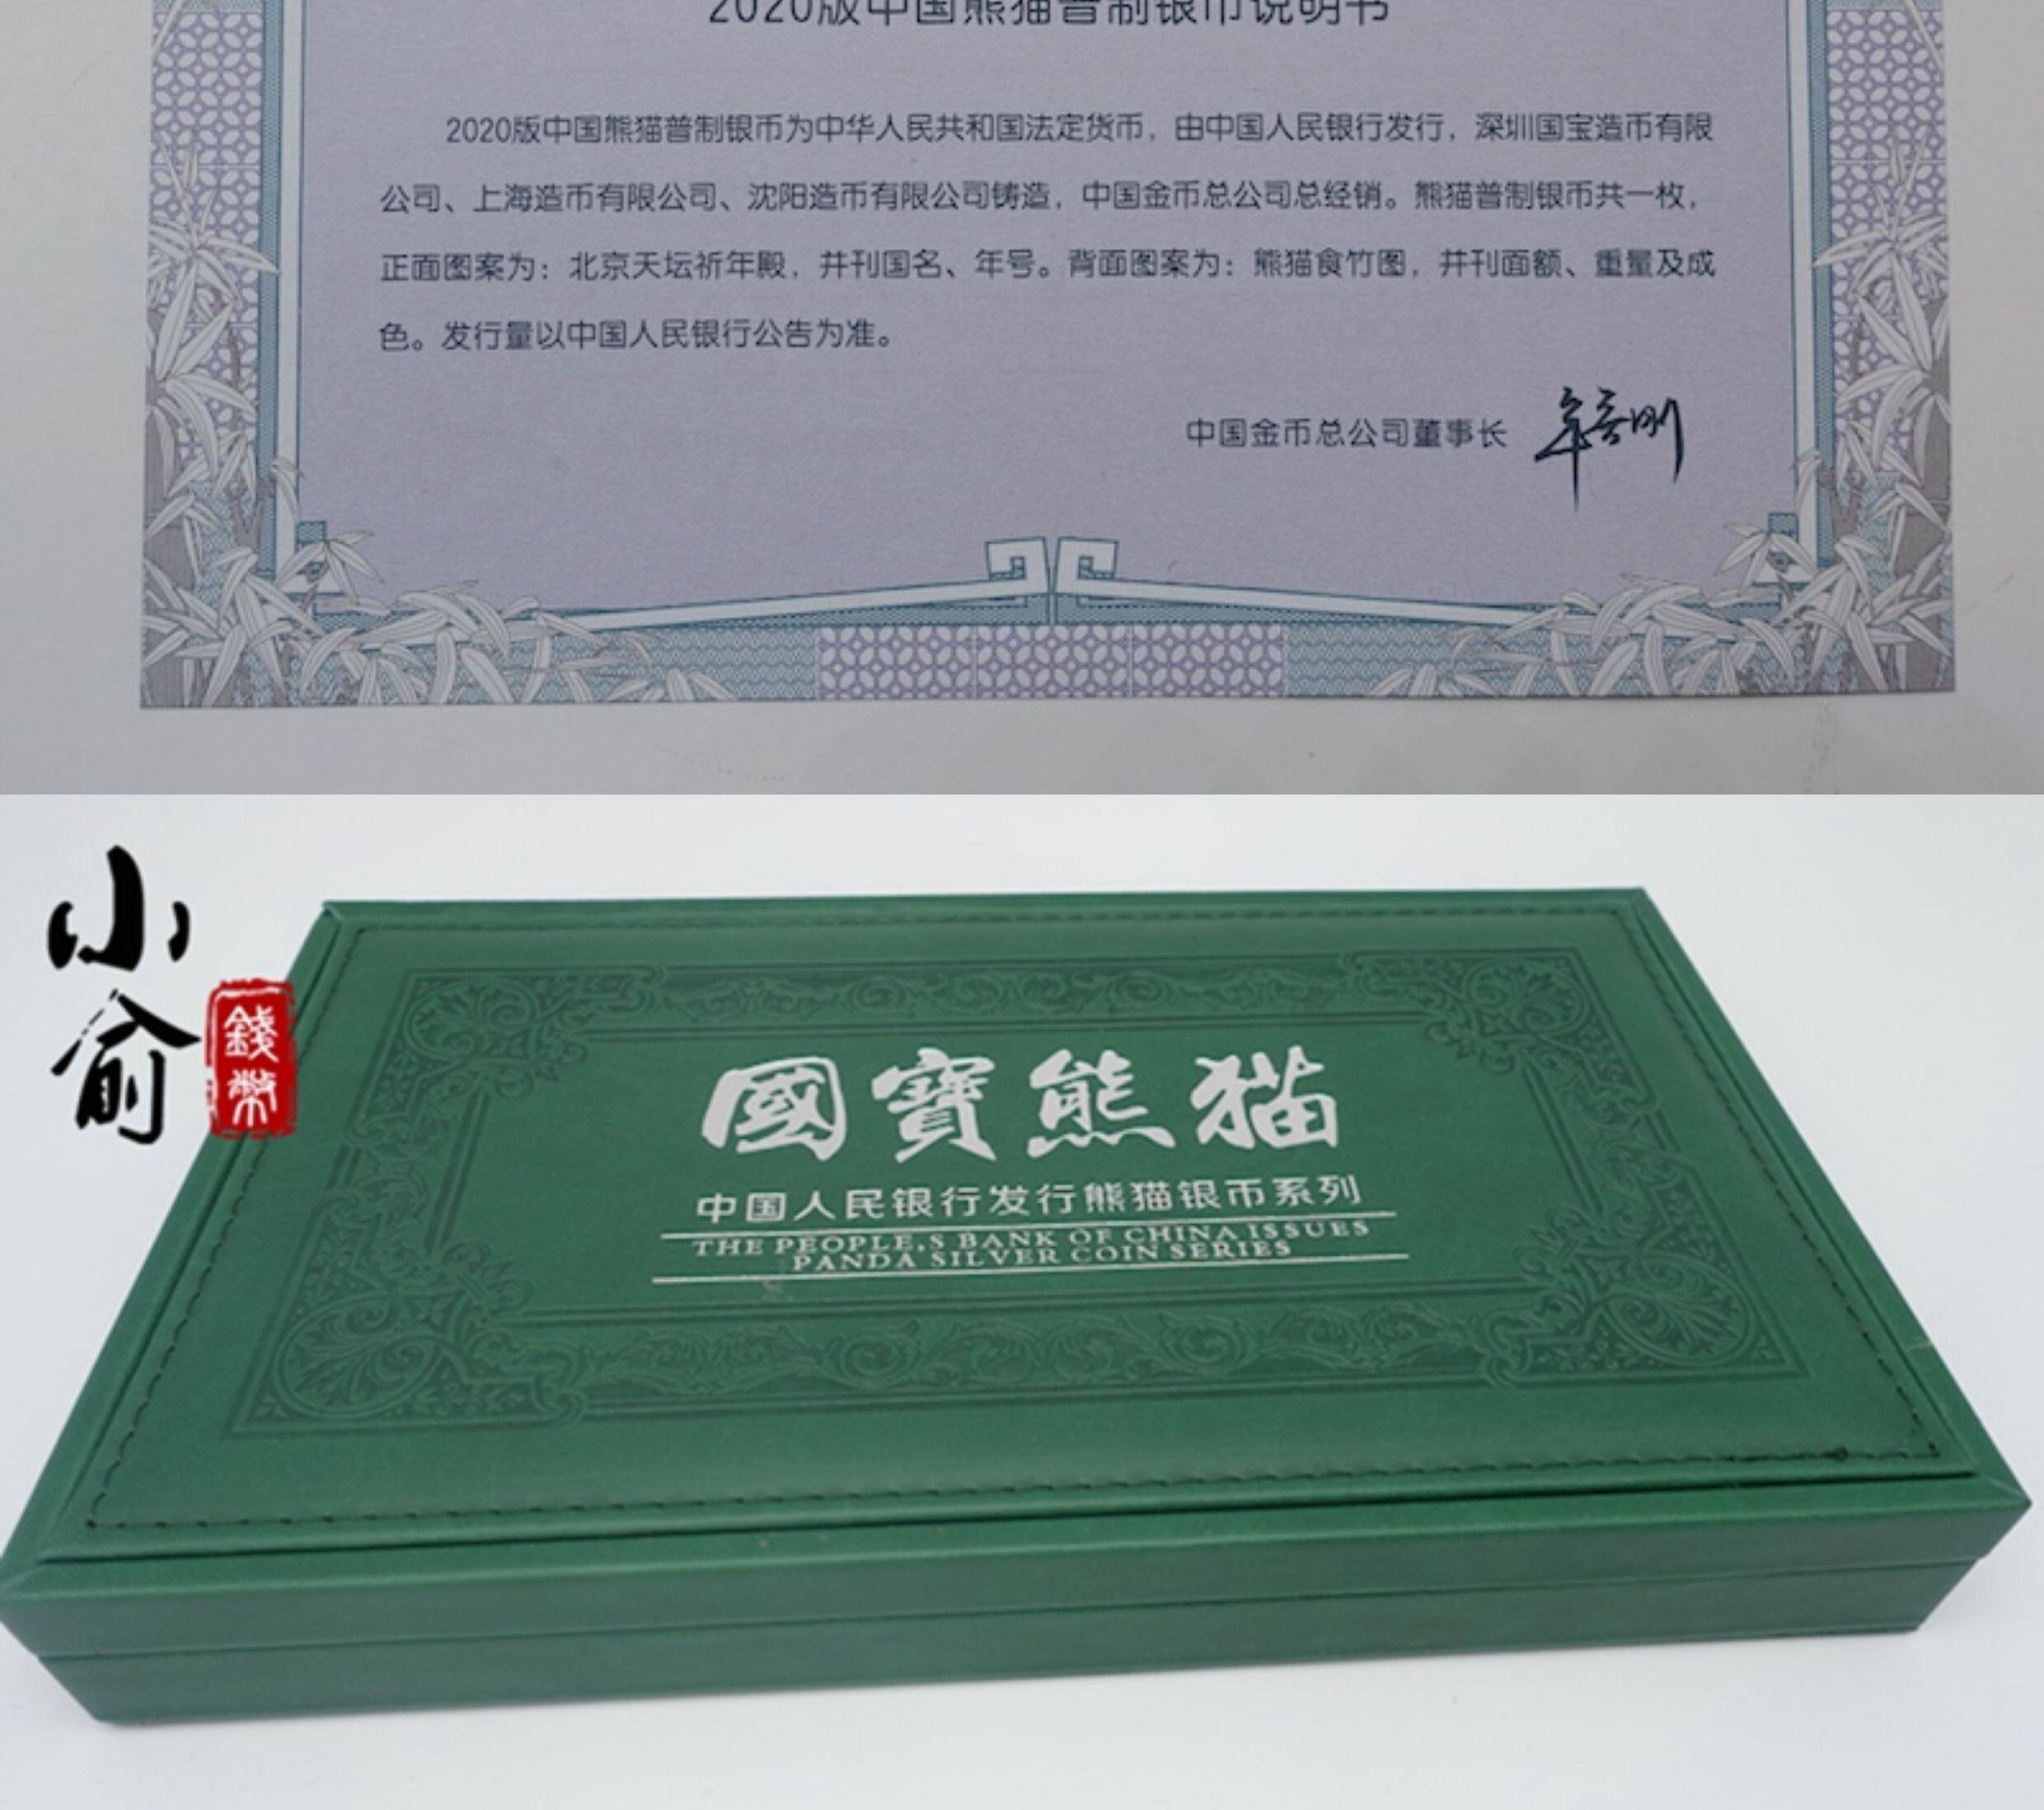 2020版中国熊猫普制银币说明书
2020版中国熊猫普制银币为中华人民共和国法定货币，由中国人民银行发行，深圳国宝造币有限
公司、上海造币有限公司、沈阳造币有限公司铸造，中国金币总公司总经销。熊猫普制银币共一枚，
正面图案为：北京天坛祈年殿，并刊国名、年号。背面图案为：熊猫食竹图，并刊面额、重量及成
色。发行量以中国人民银行公告为准。
中国金币总公司董事长
小俞
錢幣
國寶熊猫
中国人民银行发行熊猫银币系列
THE PEOPLE,S BANK OF CHINA ISSUES
PANDA SILVER COIN SERIES